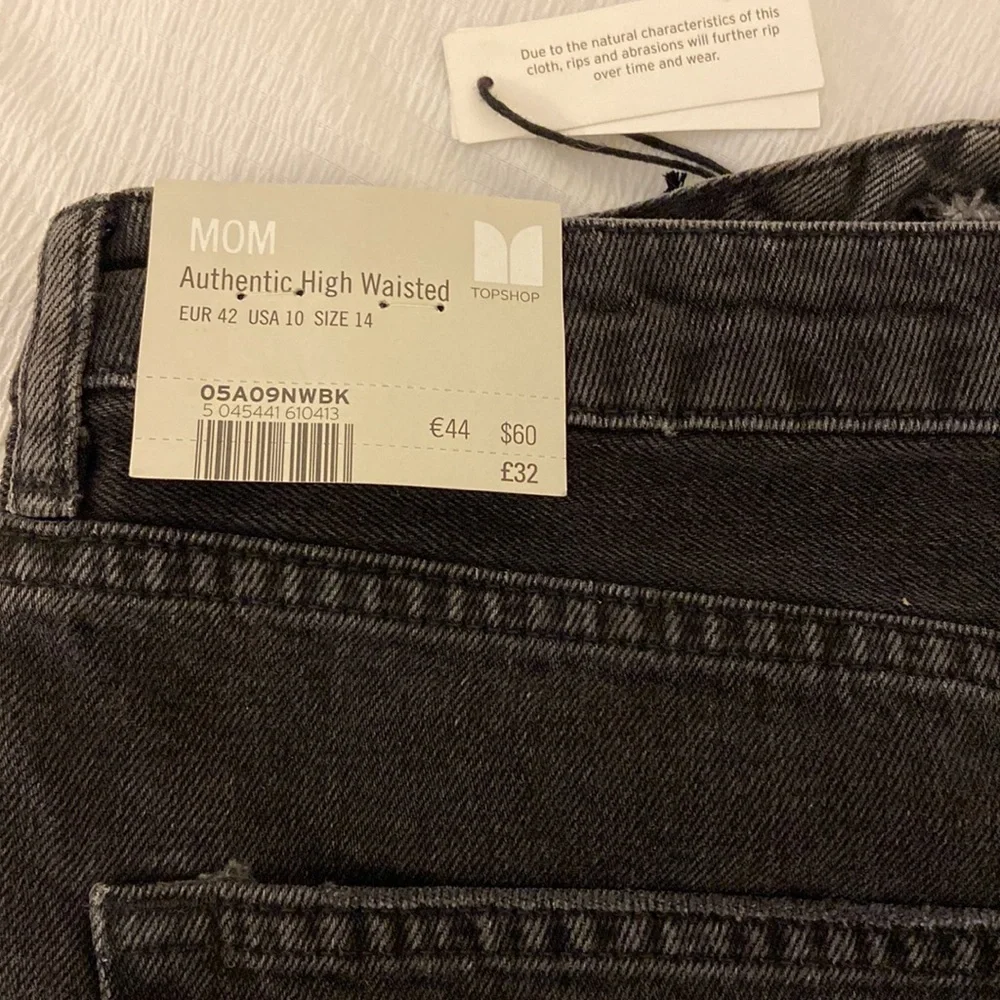 Due to the natural characteristics of this
cloth, rips and abrasions will further rip
over time and wear.
MOM
Authentic High Waisted
TOPSHOP
EUR 42 USA 10 SIZE 14
05A09NWBK
5 045441 610413
€44 $60
£32